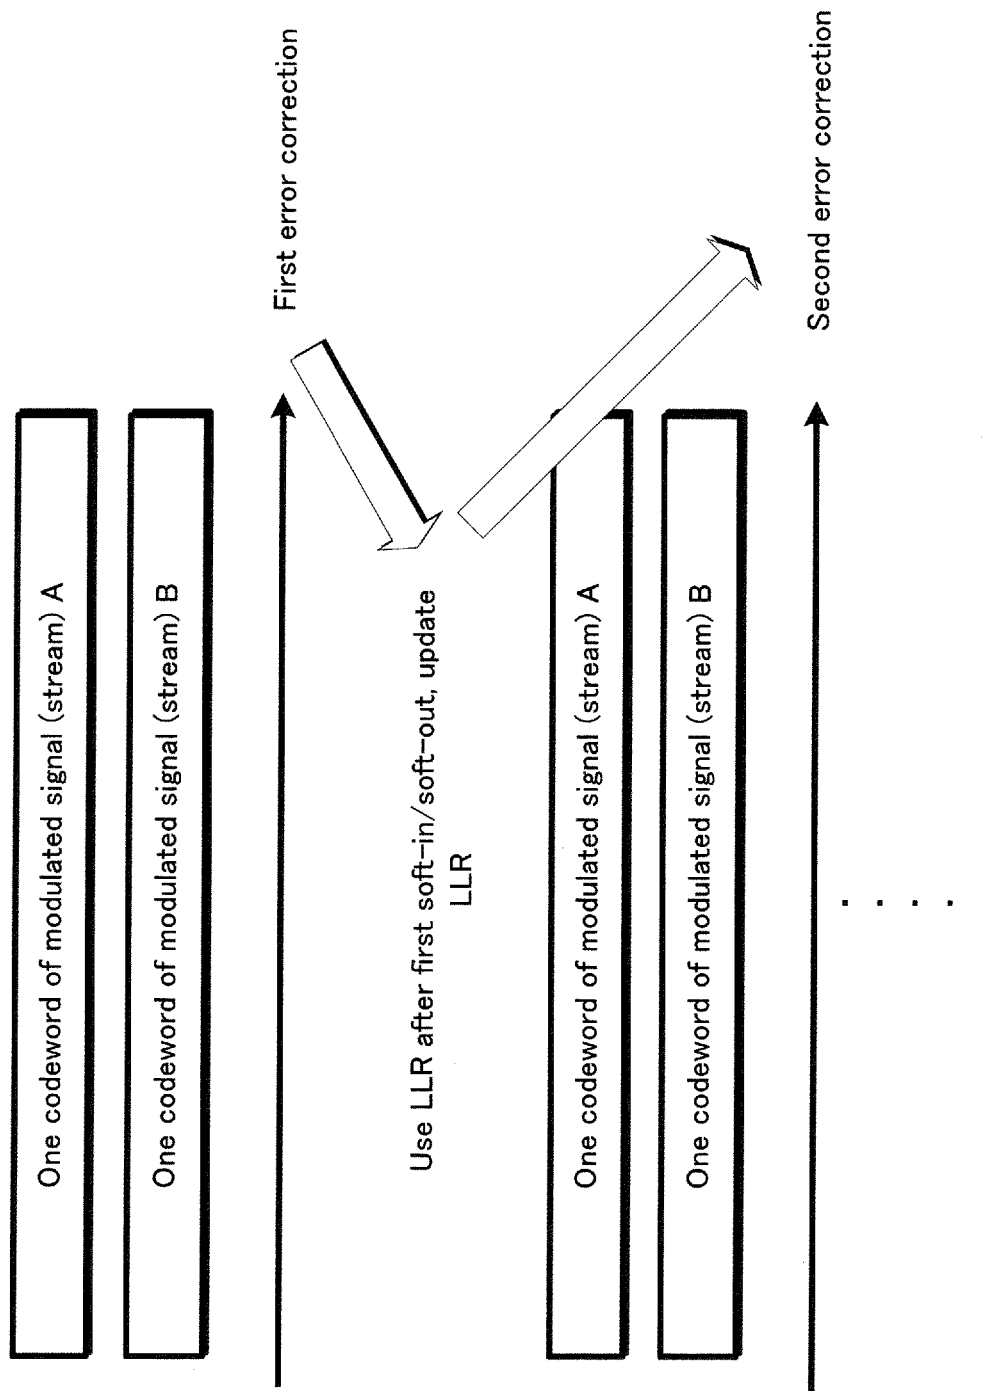 One codeword of modulated signal (stream) A
One codeword of modulated signal (stream) B
First error correction
Use LLR after first soft-in/soft-out, update
LLR
One codeword of modulated signal (stream) A
One codeword of modulated signal (stream) B
Second error correction
. . . .